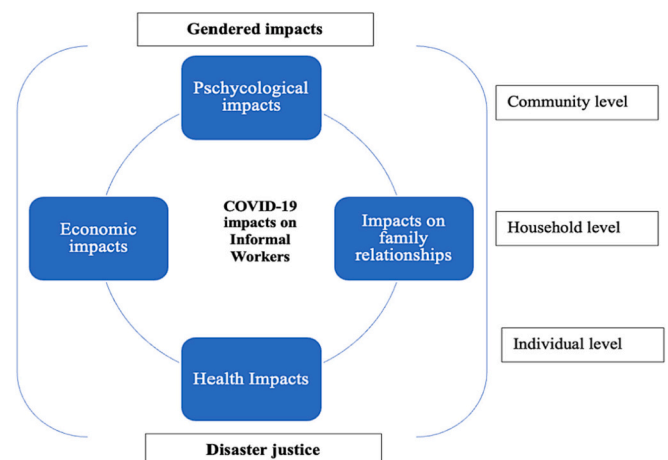 Gendered impacts
Pschycological
impacts
Community level
Economic
impacts
COVID-19
impacts on
Informal
Workers
Impacts on
family
relationships
Household level
Health Impacts
Individual level
Disaster justice